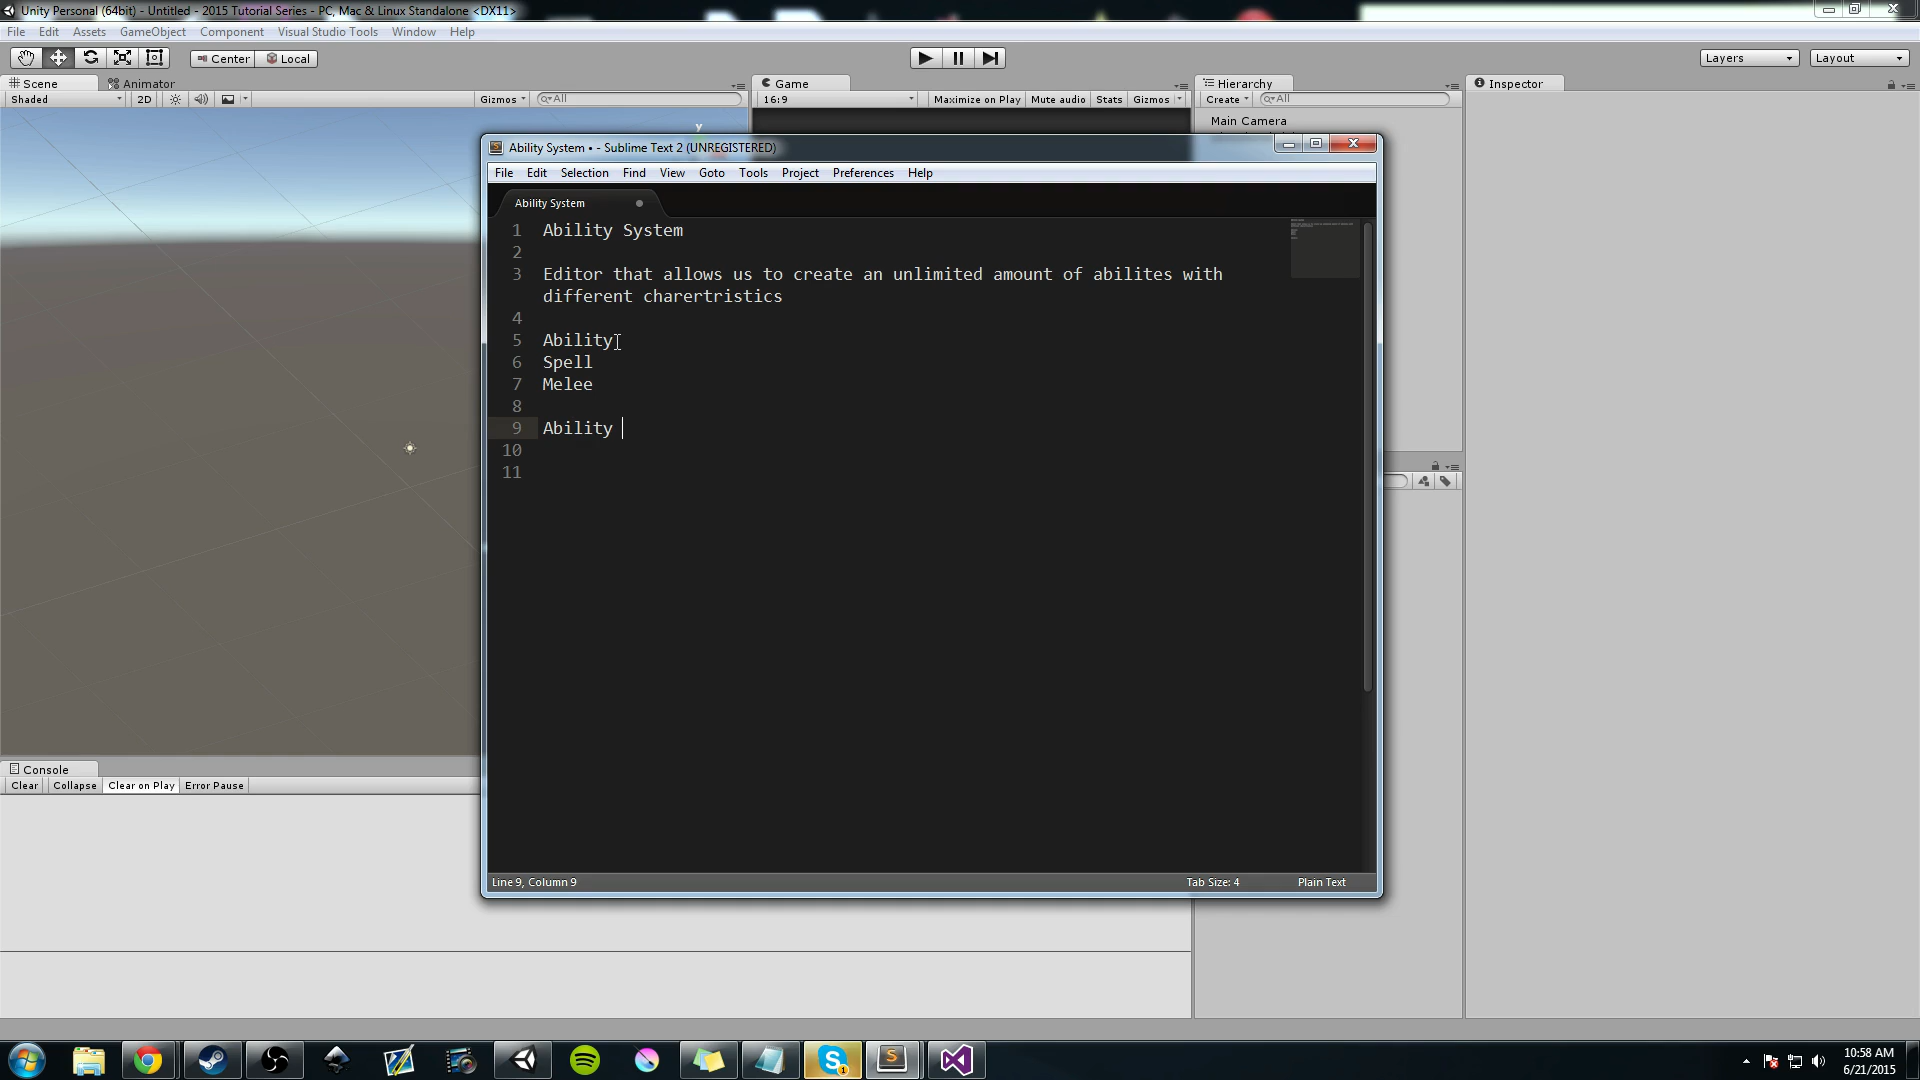 Unity Personal (64bit) - Untitled - 2015 Tutorial Series - PC, Mac & Linux Standalone <DX11>
File Edit Assets GameObject Component Visual Studio Tools Window Help
Center Local Layers Layout
Scene Animator Game Hierarchy Inspector
Shaded 2D Gizmos All 16:9 Maximize on Play Mute audio Stats Gizmos Create All
y
Main Camera
Ability System • - Sublime Text 2 (UNREGISTERED)
File Edit Selection Find View Goto Tools Project Preferences Help
Ability System
1 Ability System
2
3 Editor that allows us to create an unlimited amount of abilites with
different charertristics
4
5 Ability
6 Spell
7 Melee
8
9 Ability
10
11
Line 9, Column 9 Tab Size: 4 Plain Text
Console
Clear Collapse Clear on Play Error Pause
10:58 AM
6/21/2015